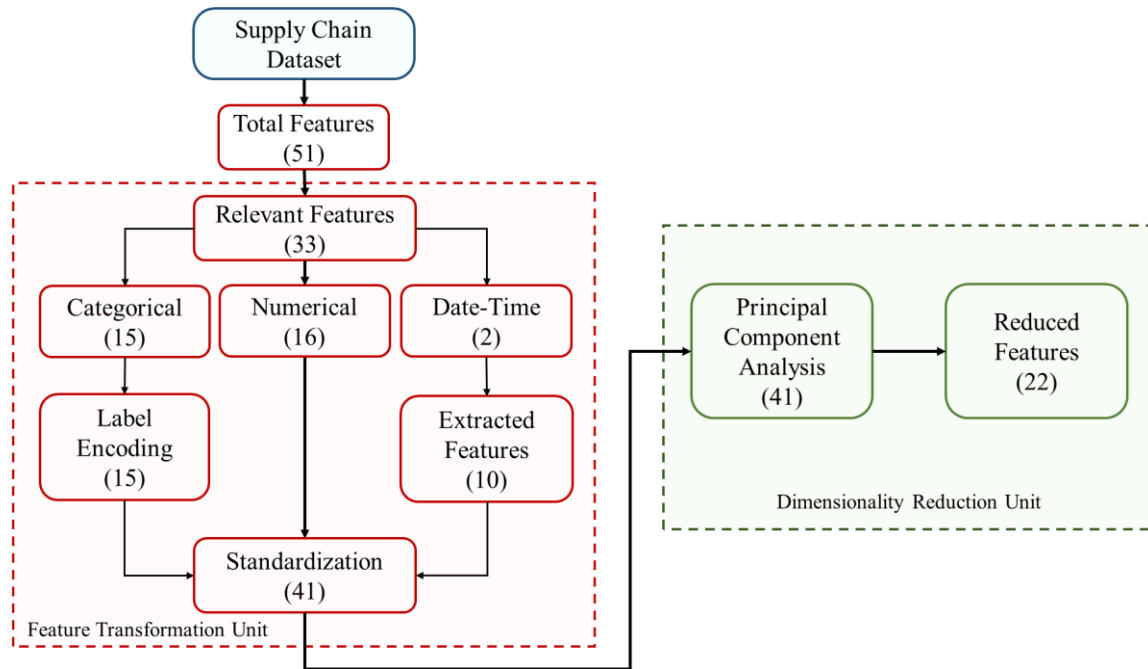 Supply Chain
Dataset
Total Features
(51)
Relevant Features
(33)
Categorical
(15)
Numerical
(16)
Date-Time
(2)
Label
Encoding
(15)
Extracted
Features
(10)
Standardization
(41)
Feature Transformation Unit
Principal
Component
Analysis
(41)
Reduced
Features
(22)
Dimensionality Reduction Unit